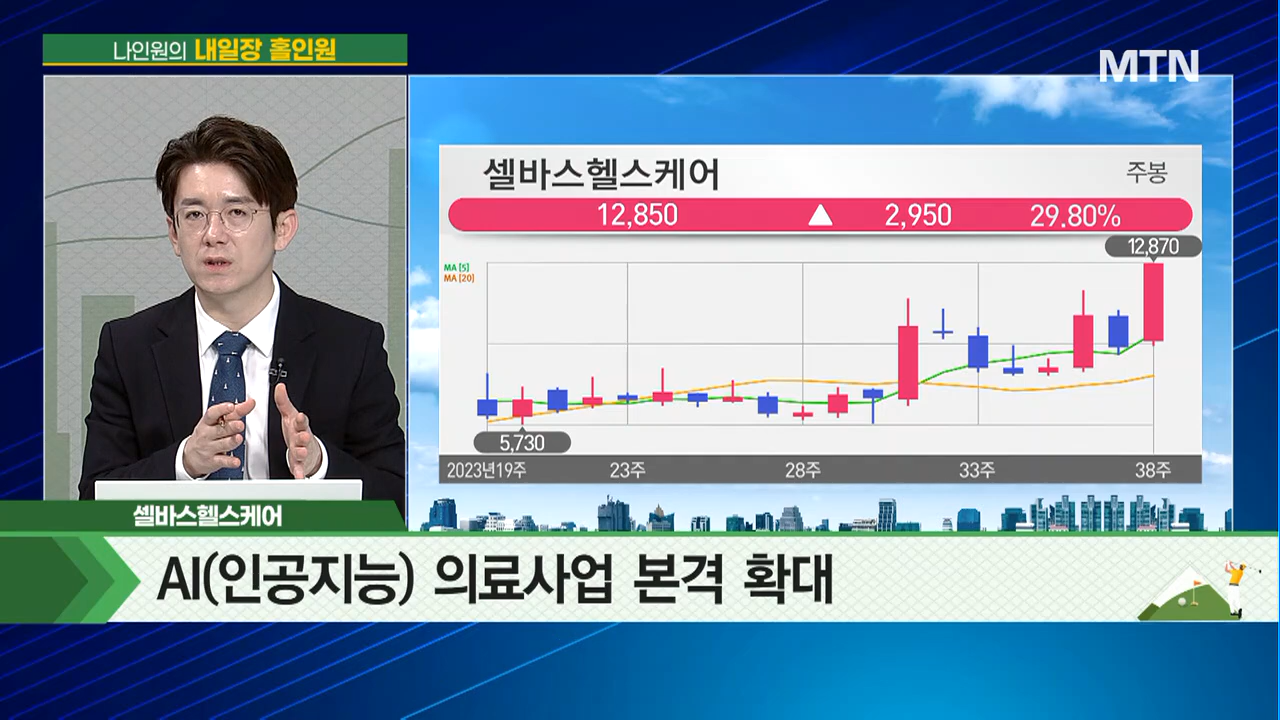 나인원의 내일장 홀인원
MTN
셀바스헬스케어
주봉
12,850 ▲ 2,950 29.80%
12,870
MA [5]
MA [20]
5,730
2023년19주 23주 28주 33주 38주
셀바스헬스케어
AI(인공지능) 의료사업 본격 확대